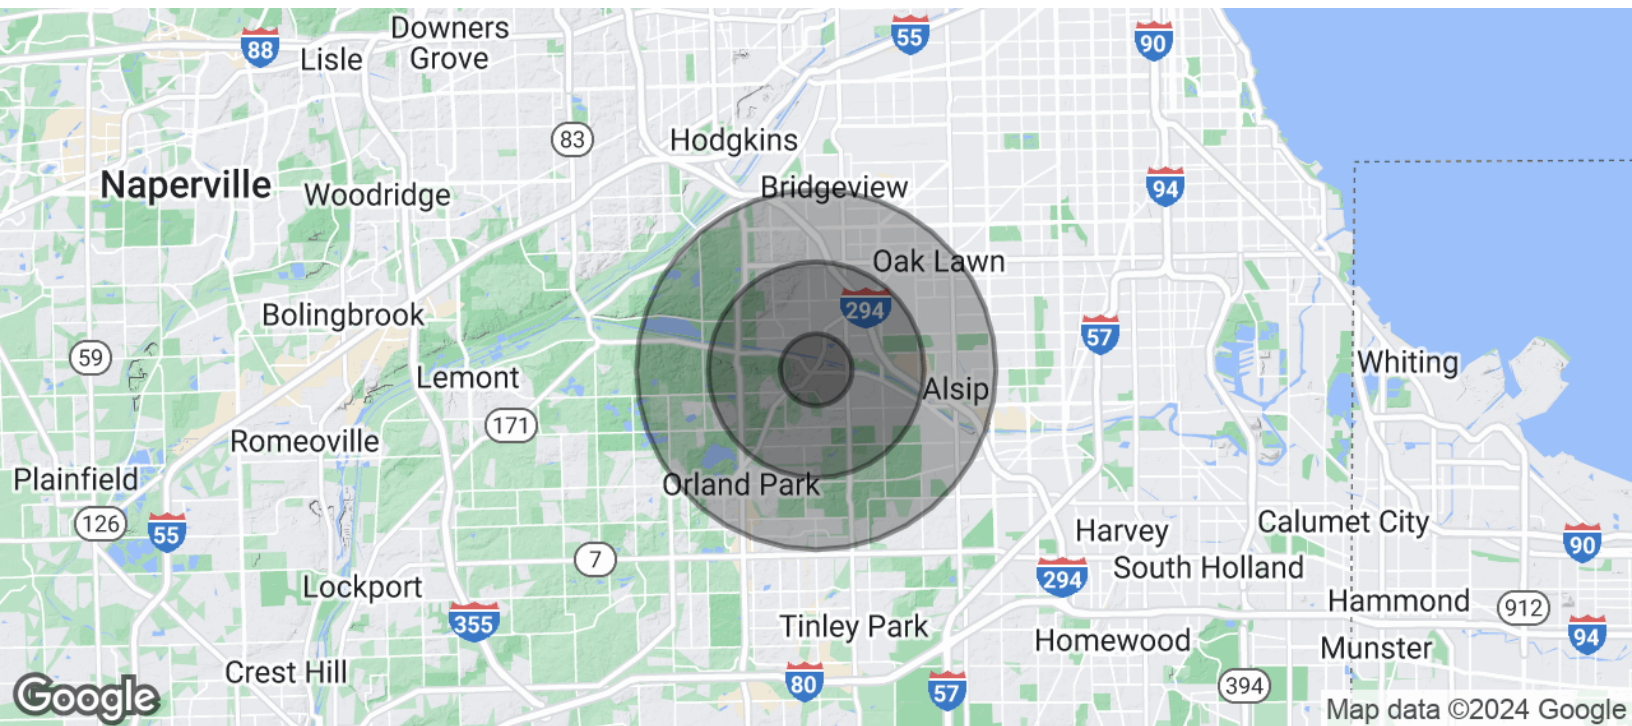 Downers
Grove
88
Lisle
55
90
83
Hodgkins
Naperville
Woodridge
Bridgeview
94
Oak Lawn
294
Bolingbrook
57
59
Lemont
Alsip
Whiting
171
Romeoville
Plainfield
Orland Park
126
55
Harvey
Calumet City
90
7
South Holland
294
Lockport
Hammond
912
355
Tinley Park
Homewood
94
Munster
Crest Hill
80
57
394
Google
Map data ©2024 Google